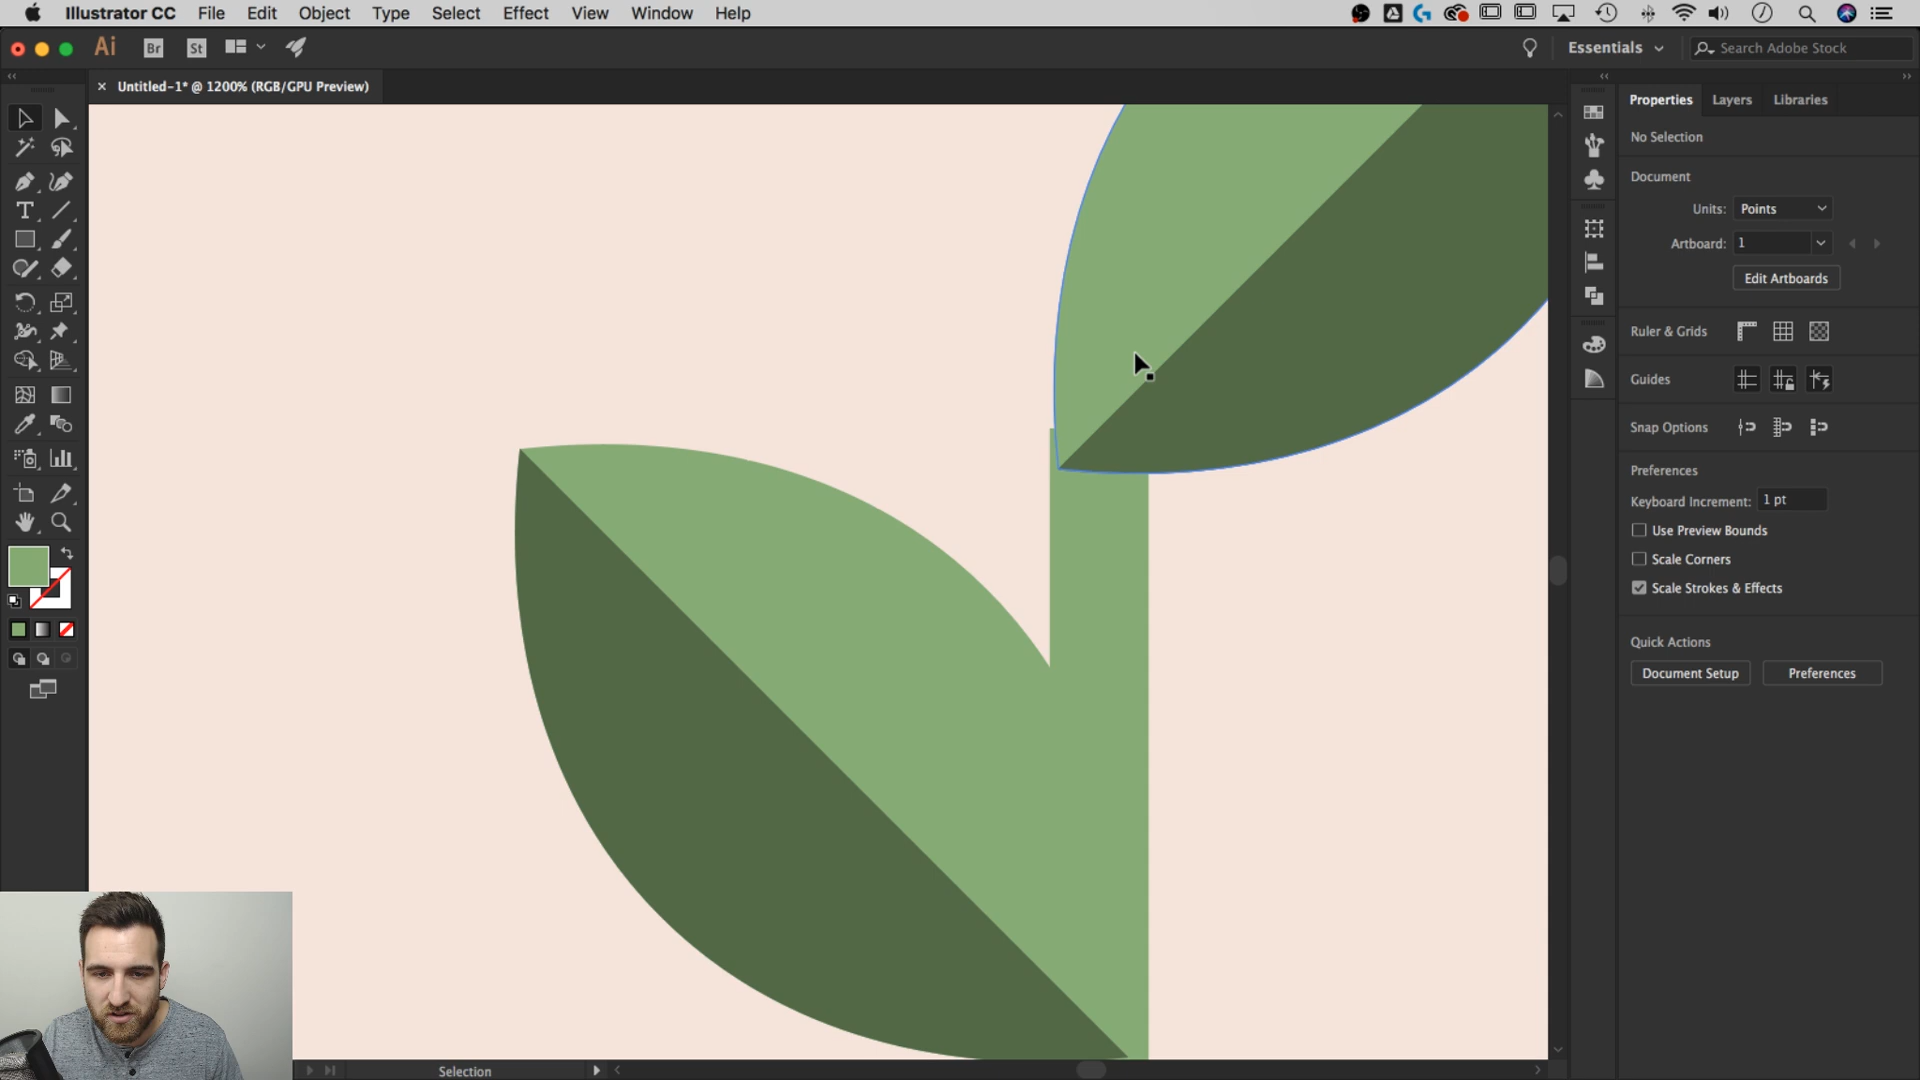 Illustrator CC File Edit Object Type Select Effect View Window Help
Ai Br St Essentials Search Adobe Stock
× Untitled-1* @ 1200% (RGB/GPU Preview)
Properties Layers Libraries
No Selection
Document
Units: Points
Artboard: 1
Edit Artboards
Ruler & Grids
Guides
Snap Options
Preferences
Keyboard Increment: 1 pt
Use Preview Bounds
Scale Corners
Scale Strokes & Effects
Quick Actions
Document Setup Preferences
Selection